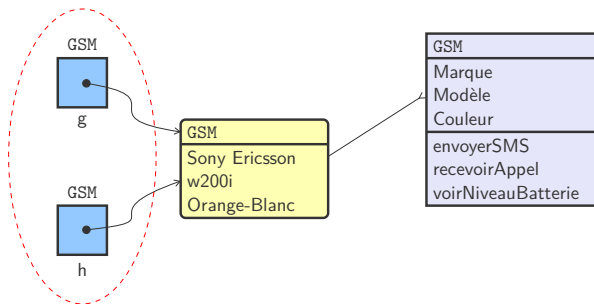 GSM
g
GSM
h
GSM
Sony Ericsson
w200i
Orange-Blanc
GSM
Marque
Modèle
Couleur
envoyerSMS
recevoirAppel
voirNiveauBatterie